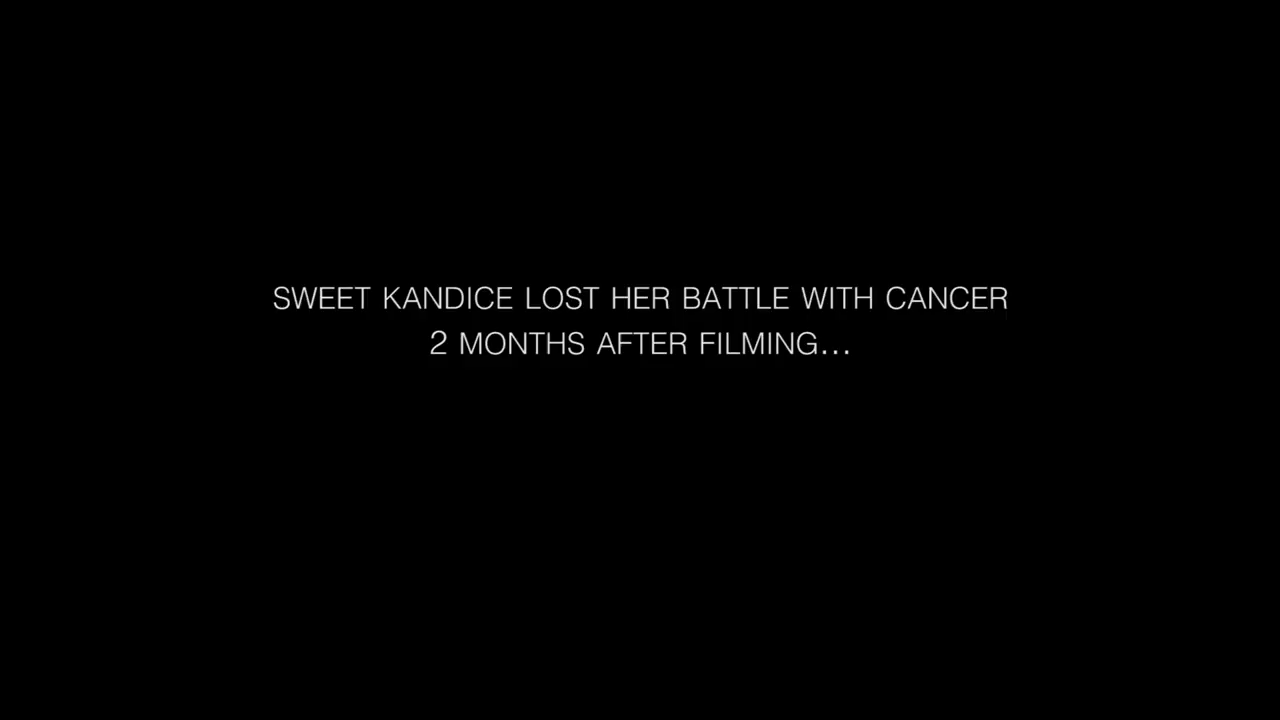 SWEET KANDICE LOST HER BATTLE WITH CANCER
2 MONTHS AFTER FILMING...